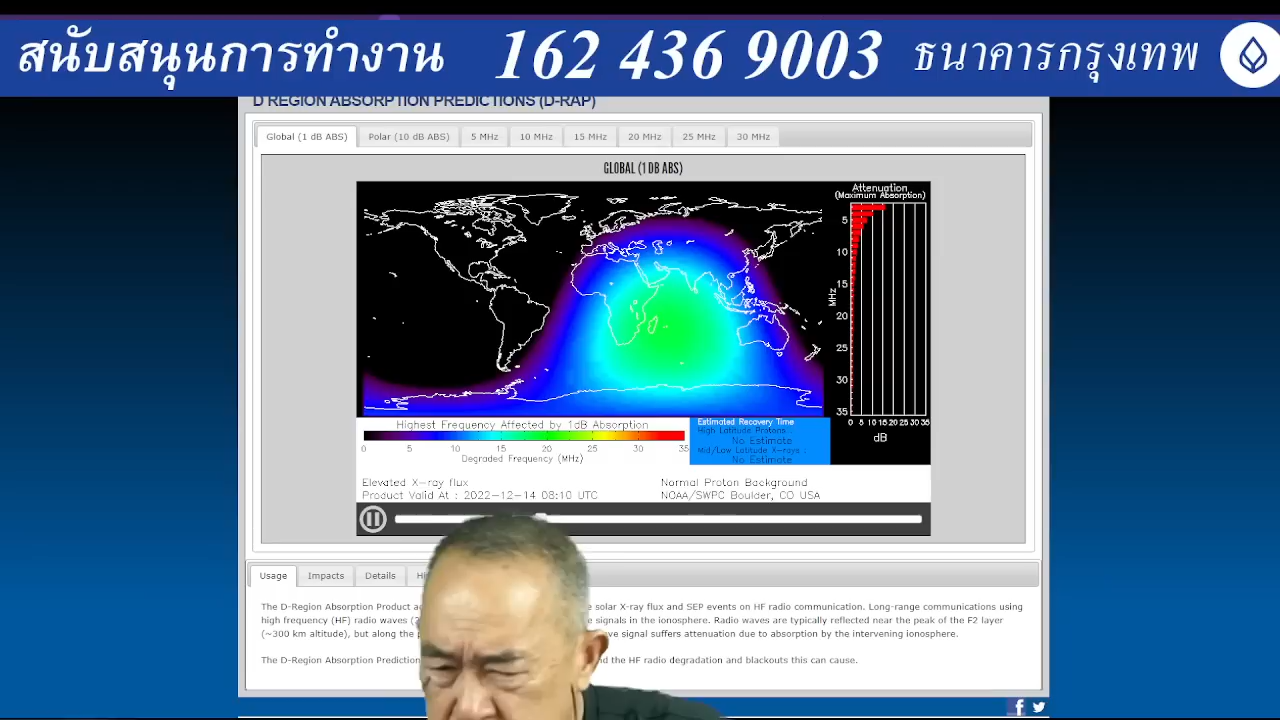 สนับสนุนการทำงาน 162 436 9003 ธนาคารกรุงเทพ
D REGION ABSORPTION PREDICTIONS (D-RAP)
Global (1 dB ABS) Polar (10 dB ABS) 5 MHz 10 MHz 15 MHz 20 MHz 25 MHz 30 MHz
GLOBAL (1 DB ABS)
Attenuation
(Maximum Absorption)
5
10
15
20
25
30
35
MHz
0 5 10 15 20 25 30 35
dB
Highest Frequency Affected by 1dB Absorption
0 5 10 15 20 25 30 35
Degraded Frequency (MHz)
Estimated Recovery Time
High Latitude Protons :
No Estimate
Mid/Low Latitude X-rays :
No Estimate
Elevated X-ray flux
Normal Proton Background
Product Valid At : 2022-12-14 08:10 UTC
NOAA/SWPC Boulder, CO USA
Usage Impacts Details
The D-Region Absorption Product solar X-ray flux and SEP events on HF radio communication. Long-range communications using
high frequency (HF) radio waves signals in the ionosphere. Radio waves are typically reflected near the peak of the F2 layer
(~300 km altitude), but along the signal suffers attenuation due to absorption by the intervening ionosphere.
The D-Region Absorption Prediction the HF radio degradation and blackouts this can cause.